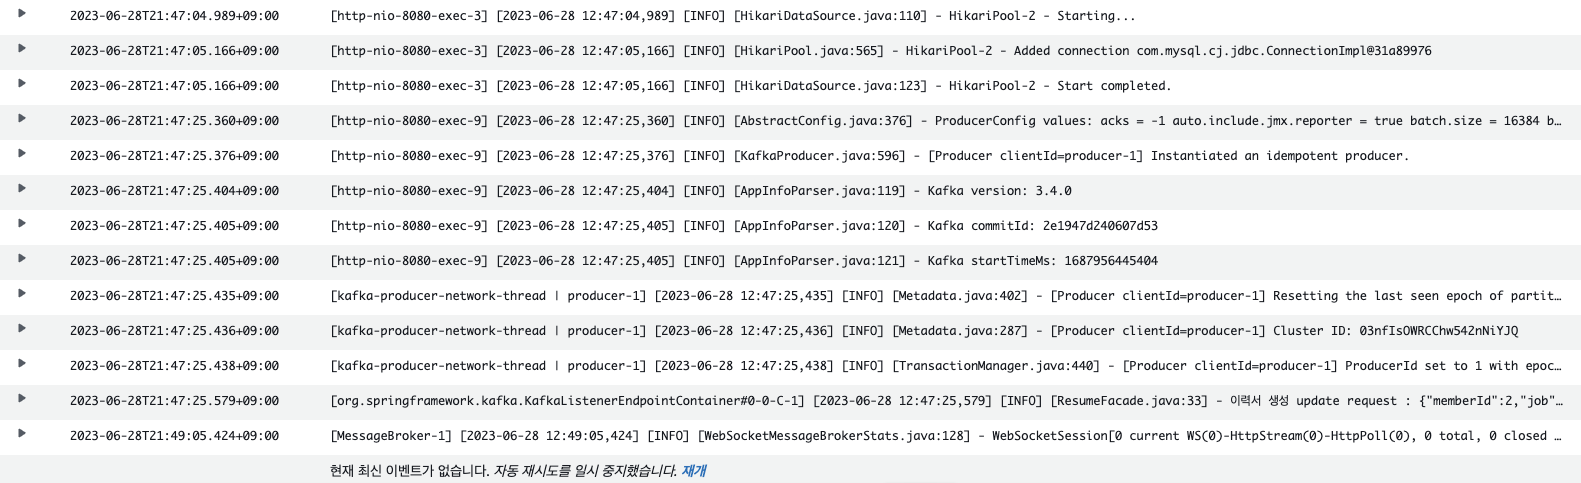 2023-06-28T21:47:04.989+09:00 [http-nio-8080-exec-3] [2023-06-28 12:47:04,989] [INFO] [HikariDataSource.java:110] - HikariPool-2 - Starting...
2023-06-28T21:47:05.166+09:00 [http-nio-8080-exec-3] [2023-06-28 12:47:05,166] [INFO] [HikariPool.java:565] - HikariPool-2 - Added connection com.mysql.cj.jdbc.ConnectionImpl@31a89976
2023-06-28T21:47:05.166+09:00 [http-nio-8080-exec-3] [2023-06-28 12:47:05,166] [INFO] [HikariDataSource.java:123] - HikariPool-2 - Start completed.
2023-06-28T21:47:25.360+09:00 [http-nio-8080-exec-9] [2023-06-28 12:47:25,360] [INFO] [AbstractConfig.java:376] - ProducerConfig values: acks = -1 auto.include.jmx.reporter = true batch.size = 16384 b…
2023-06-28T21:47:25.376+09:00 [http-nio-8080-exec-9] [2023-06-28 12:47:25,376] [INFO] [KafkaProducer.java:596] - [Producer clientId=producer-1] Instantiated an idempotent producer.
2023-06-28T21:47:25.404+09:00 [http-nio-8080-exec-9] [2023-06-28 12:47:25,404] [INFO] [AppInfoParser.java:119] - Kafka version: 3.4.0
2023-06-28T21:47:25.405+09:00 [http-nio-8080-exec-9] [2023-06-28 12:47:25,405] [INFO] [AppInfoParser.java:120] - Kafka commitId: 2e1947d240607d53
2023-06-28T21:47:25.405+09:00 [http-nio-8080-exec-9] [2023-06-28 12:47:25,405] [INFO] [AppInfoParser.java:121] - Kafka startTimeMs: 1687956445404
2023-06-28T21:47:25.435+09:00 [kafka-producer-network-thread | producer-1] [2023-06-28 12:47:25,435] [INFO] [Metadata.java:402] - [Producer clientId=producer-1] Resetting the last seen epoch of partit…
2023-06-28T21:47:25.436+09:00 [kafka-producer-network-thread | producer-1] [2023-06-28 12:47:25,436] [INFO] [Metadata.java:287] - [Producer clientId=producer-1] Cluster ID: 03nfIsOWRCChw542nNiYJQ
2023-06-28T21:47:25.438+09:00 [kafka-producer-network-thread | producer-1] [2023-06-28 12:47:25,438] [INFO] [TransactionManager.java:440] - [Producer clientId=producer-1] ProducerId set to 1 with epoc…
2023-06-28T21:47:25.579+09:00 [org.springframework.kafka.KafkaListenerEndpointContainer#0-0-C-1] [2023-06-28 12:47:25,579] [INFO] [ResumeFacade.java:33] - 이력서 생성 update request : {"memberId":2,"job"…
2023-06-28T21:49:05.424+09:00 [MessageBroker-1] [2023-06-28 12:49:05,424] [INFO] [WebSocketMessageBrokerStats.java:128] - WebSocketSession[0 current WS(0)-HttpStream(0)-HttpPoll(0), 0 total, 0 closed …
현재 최신 이벤트가 없습니다. 자동 재시도를 일시 중지했습니다. 재개